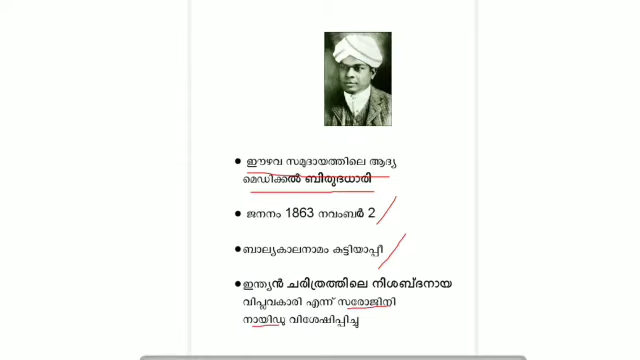 • ഈഴവ സമുദായത്തിലെ ആദ്യ
മെഡിക്കൽ ബിരുദധാരി
• ജനനം 1863 നവംബർ 2
• ബാല്യകാലനാമം കുട്ടിയാപ്പി
• ഇന്ത്യൻ ചരിത്രത്തിലെ നിശബ്ദനായ
വിപ്ലവകാരി എന്ന് സരോജിനി
നായിഡു വിശേഷിപ്പിച്ചു